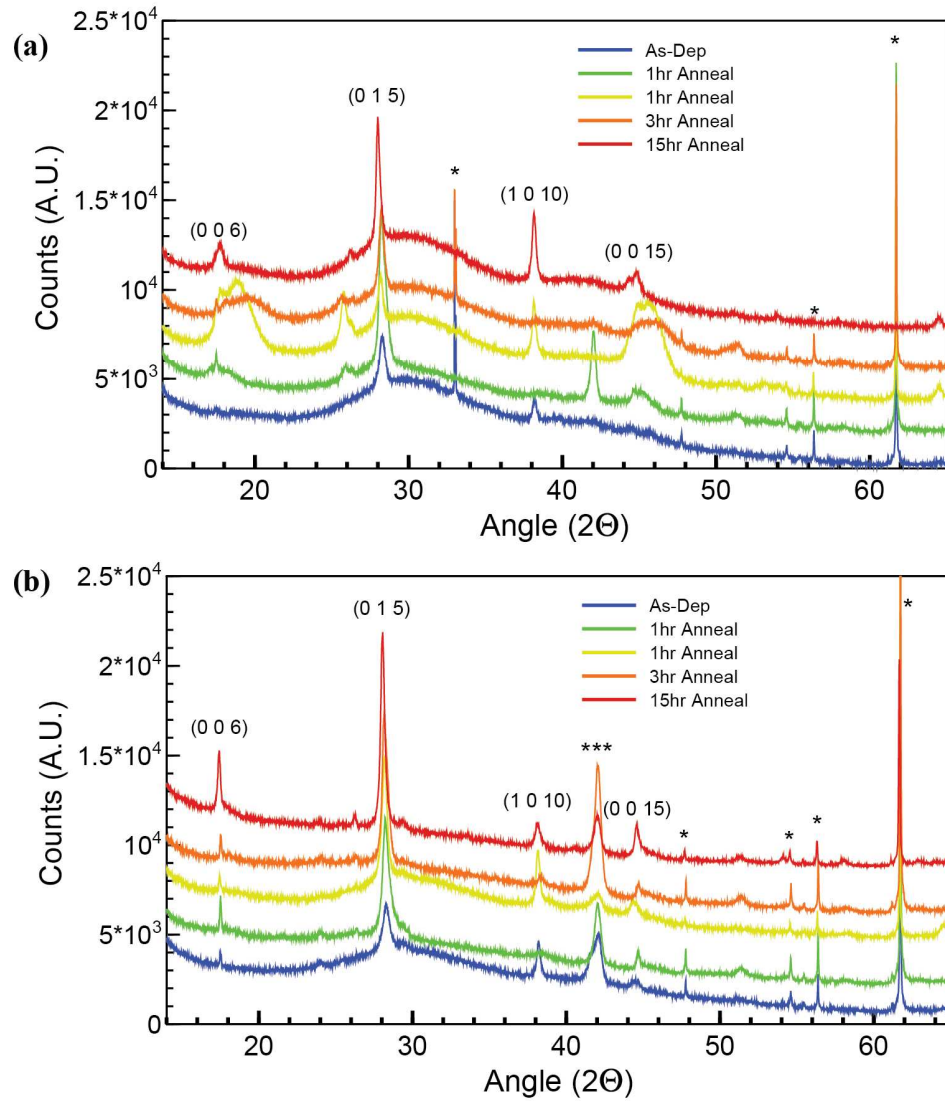 (a)
2.5*10^4
2*10^4
1.5*10^4
10^4
5*10^3
0
Counts (A.U.)
As-Dep
1hr Anneal
1hr Anneal
3hr Anneal
15hr Anneal
*
(0 1 5)
*
(1 0 10)
(0 0 6)
(0 0 15)
*
20 30 40 50 60
Angle (2Θ)
(b)
2.5*10^4
2*10^4
1.5*10^4
10^4
5*10^3
0
Counts (A.U.)
As-Dep
1hr Anneal
1hr Anneal
3hr Anneal
15hr Anneal
(0 1 5)
*
(0 0 6)
***
(1 0 10)
(0 0 15)
* * *
20 30 40 50 60
Angle (2Θ)